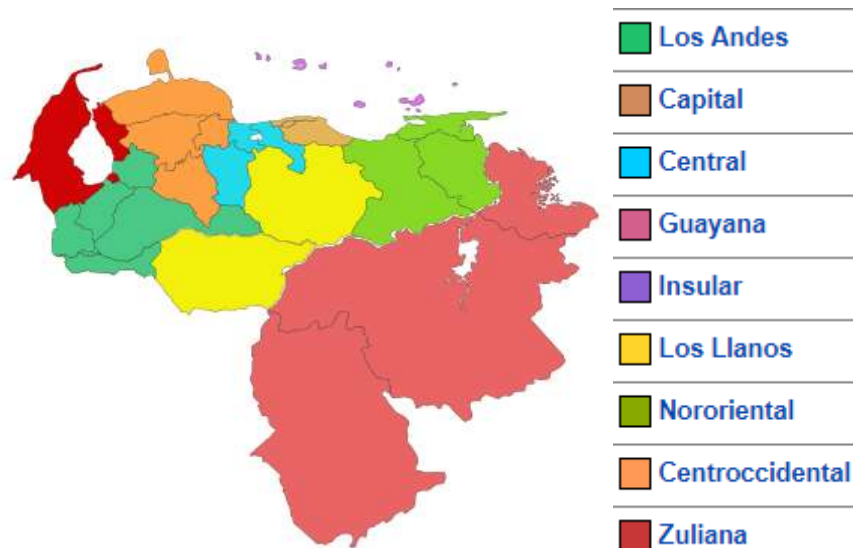 Los Andes
Capital
Central
Guayana
Insular
Los Llanos
Nororiental
Centroccidental
Zuliana